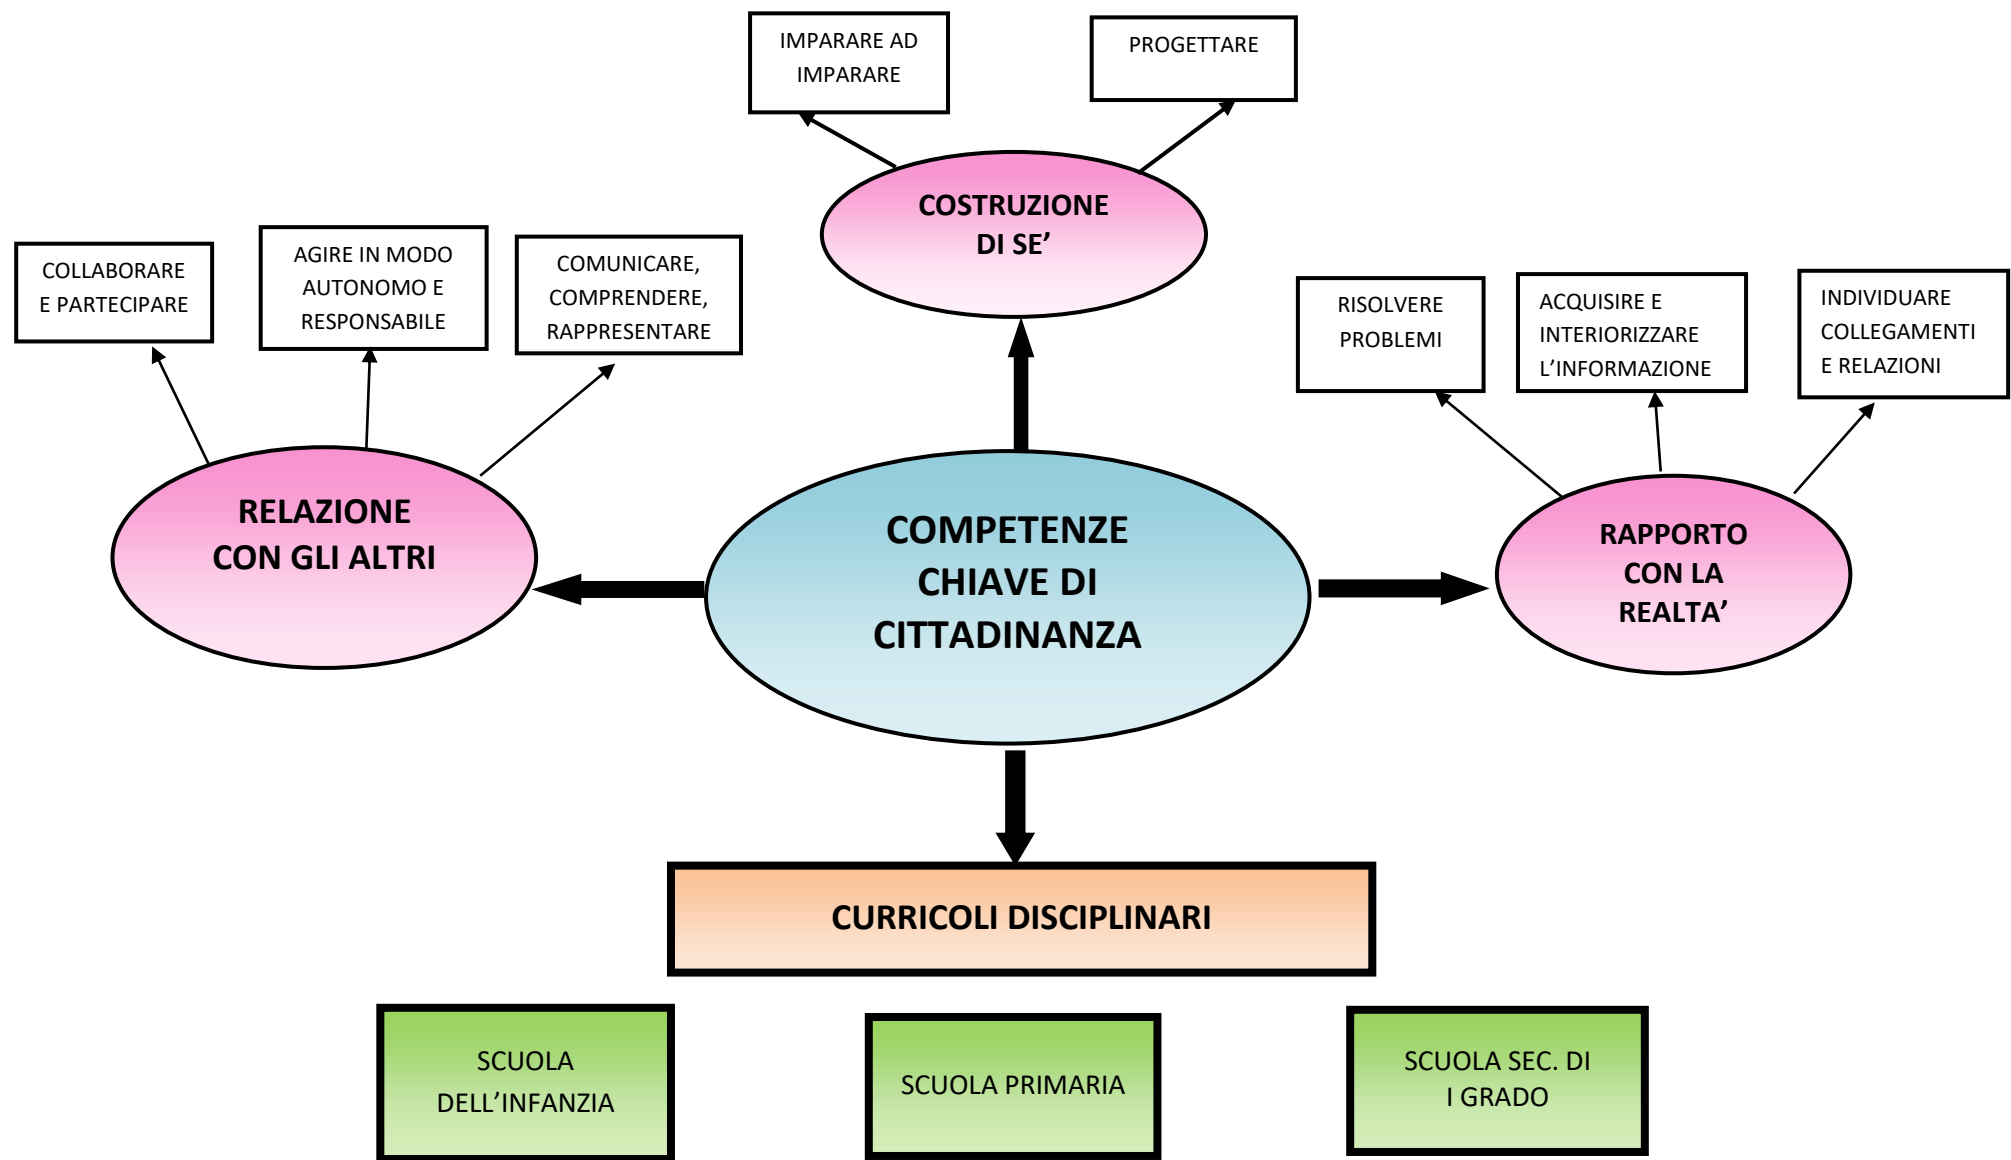 IMPARARE AD
IMPARARE
PROGETTARE
COSTRUZIONE
DI SE’
COLLABORARE
E PARTECIPARE
AGIRE IN MODO
AUTONOMO E
RESPONSABILE
COMUNICARE,
COMPRENDERE,
RAPPRESENTARE
RISOLVERE
PROBLEMI
ACQUISIRE E
INTERIORIZZARE
L’INFORMAZIONE
INDIVIDUARE
COLLEGAMENTI
E RELAZIONI
RELAZIONE
CON GLI ALTRI
COMPETENZE
CHIAVE DI
CITTADINANZA
RAPPORTO
CON LA
REALTA’
CURRICOLI DISCIPLINARI
SCUOLA
DELL’INFANZIA
SCUOLA PRIMARIA
SCUOLA SEC. DI
I GRADO